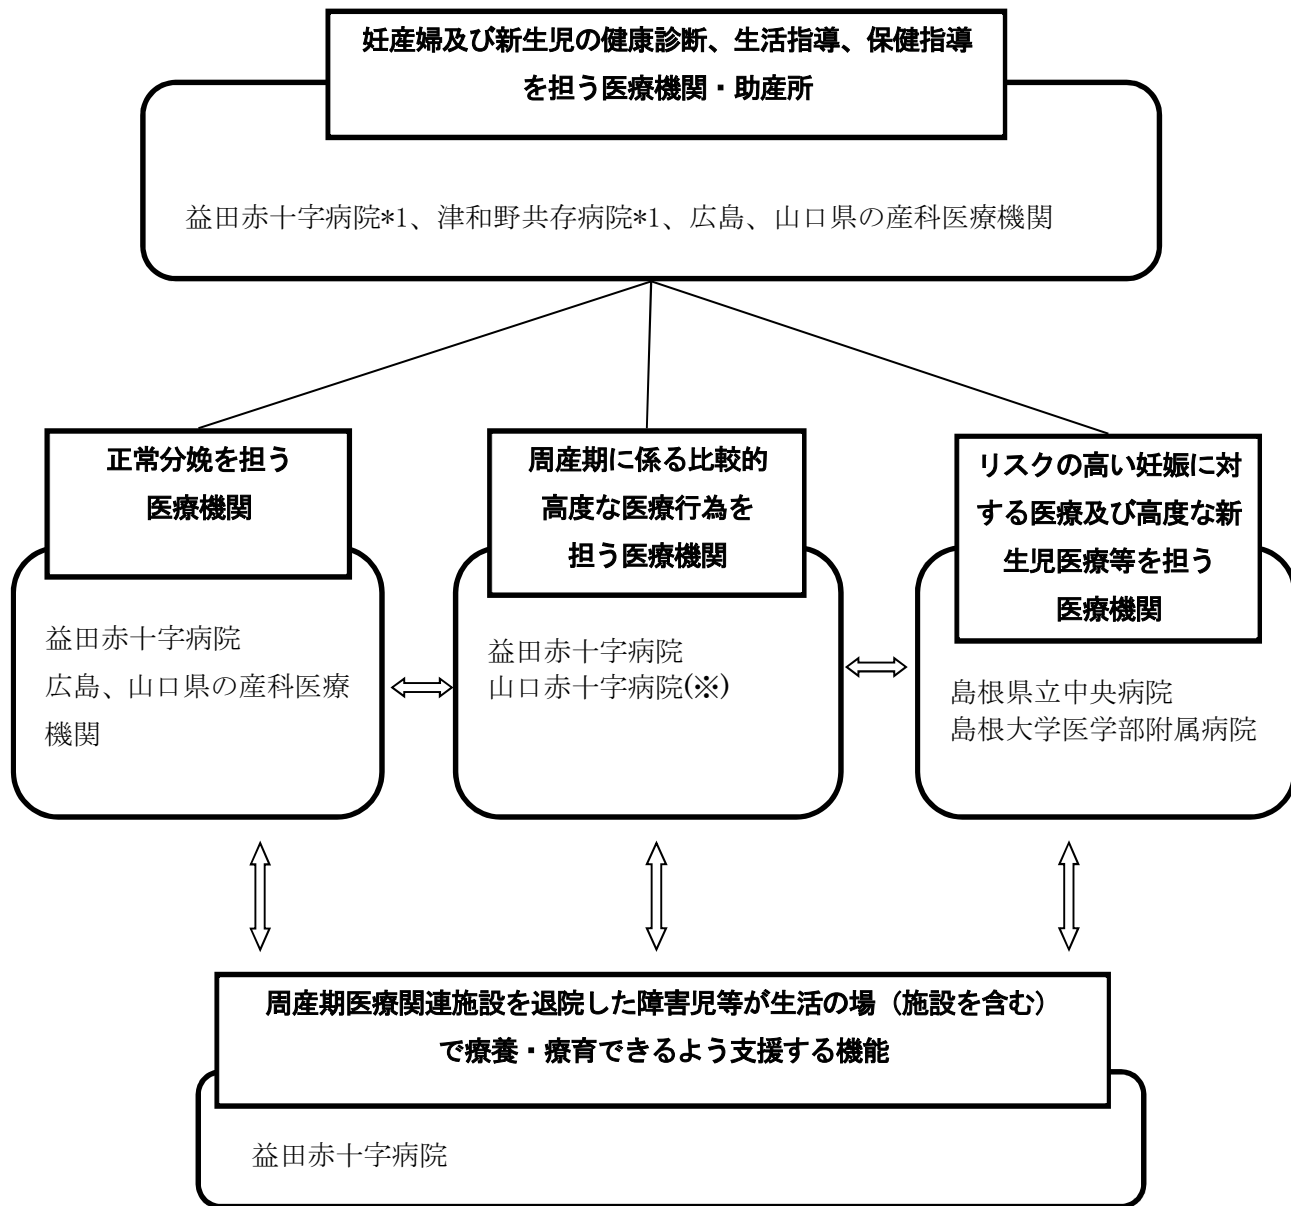 妊産婦及び新生児の健康診断、生活指導、保健指導
を担う医療機関・助産所
益田赤十字病院*1、津和野共存病院*1、広島、山口県の産科医療機関
正常分娩を担う
医療機関
益田赤十字病院
広島、山口県の産科医療
機関
周産期に係る比較的
高度な医療行為を
担う医療機関
益田赤十字病院
山口赤十字病院(※)
リスクの高い妊娠に対
する医療及び高度な新
生児医療等を担う
医療機関
島根県立中央病院
島根大学医学部附属病院
周産期医療関連施設を退院した障害児等が生活の場（施設を含む）
で療養・療育できるよう支援する機能
益田赤十字病院